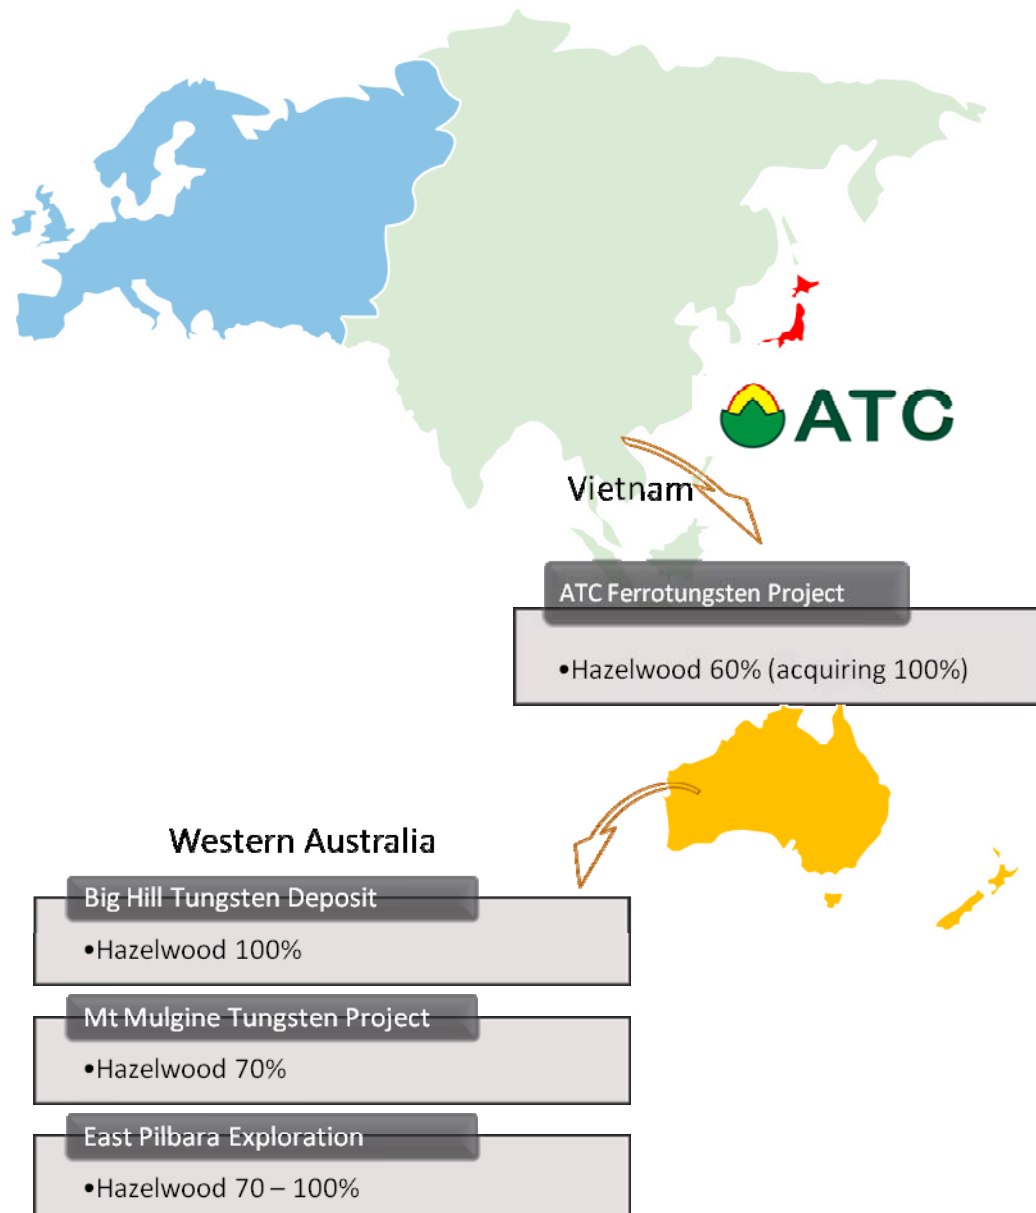 ATC
Vietnam
ATC Ferrotungsten Project
•Hazelwood 60% (acquiring 100%)
Western Australia
Big Hill Tungsten Deposit
•Hazelwood 100%
Mt Mulgine Tungsten Project
•Hazelwood 70%
East Pilbara Exploration
•Hazelwood 70 – 100%